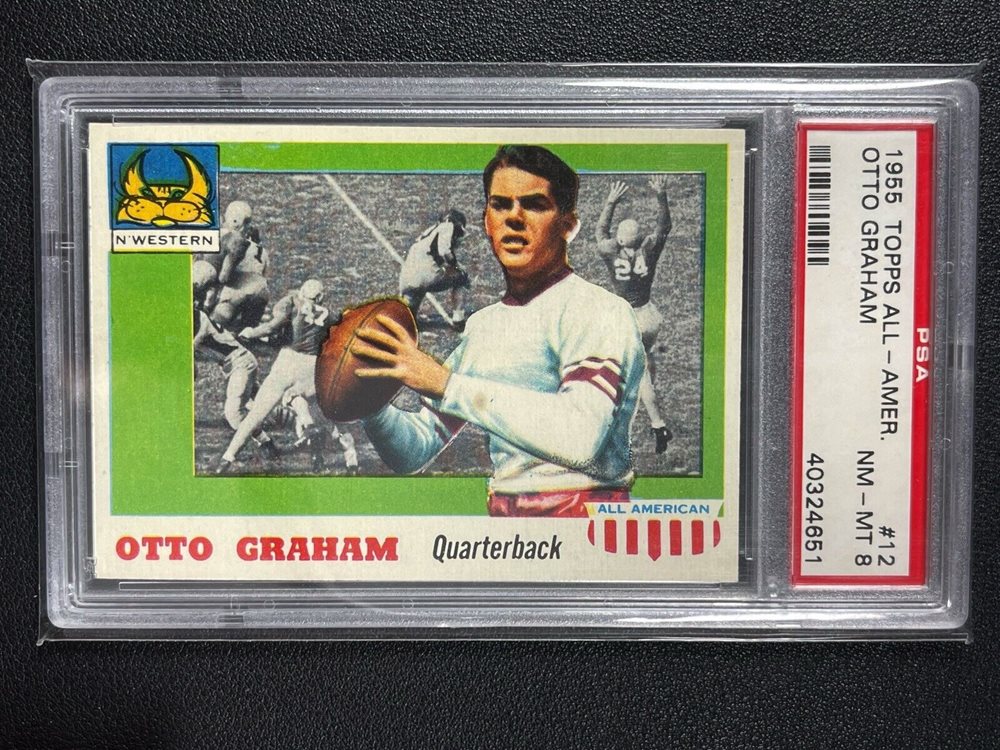 N'WESTERN
24
47
ALL AMERICAN
OTTO GRAHAM Quarterback
PSA
1955 TOPPS ALL-AMER. #12
OTTO GRAHAM NM-MT 8
40324651